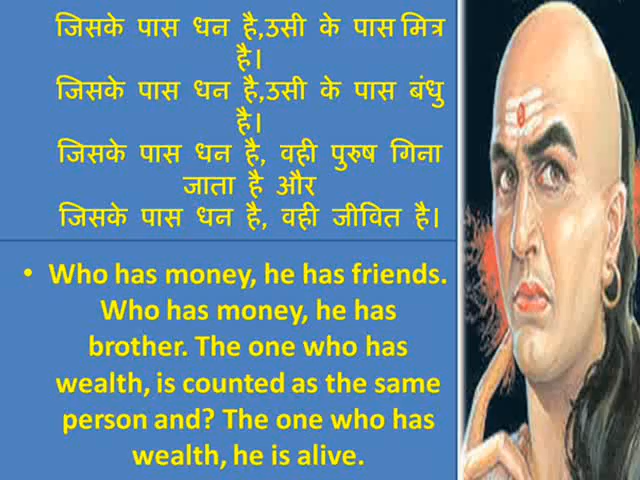 जिसके पास धन है,उसी के पास मित्र
है।
जिसके पास धन है,उसी के पास बंधु
है।
जिसके पास धन है, वही पुरुष गिना
जाता है और
जिसके पास धन है, वही जीवित है।
• Who has money, he has friends.
Who has money, he has
brother. The one who has
wealth, is counted as the same
person and? The one who has
wealth, he is alive.